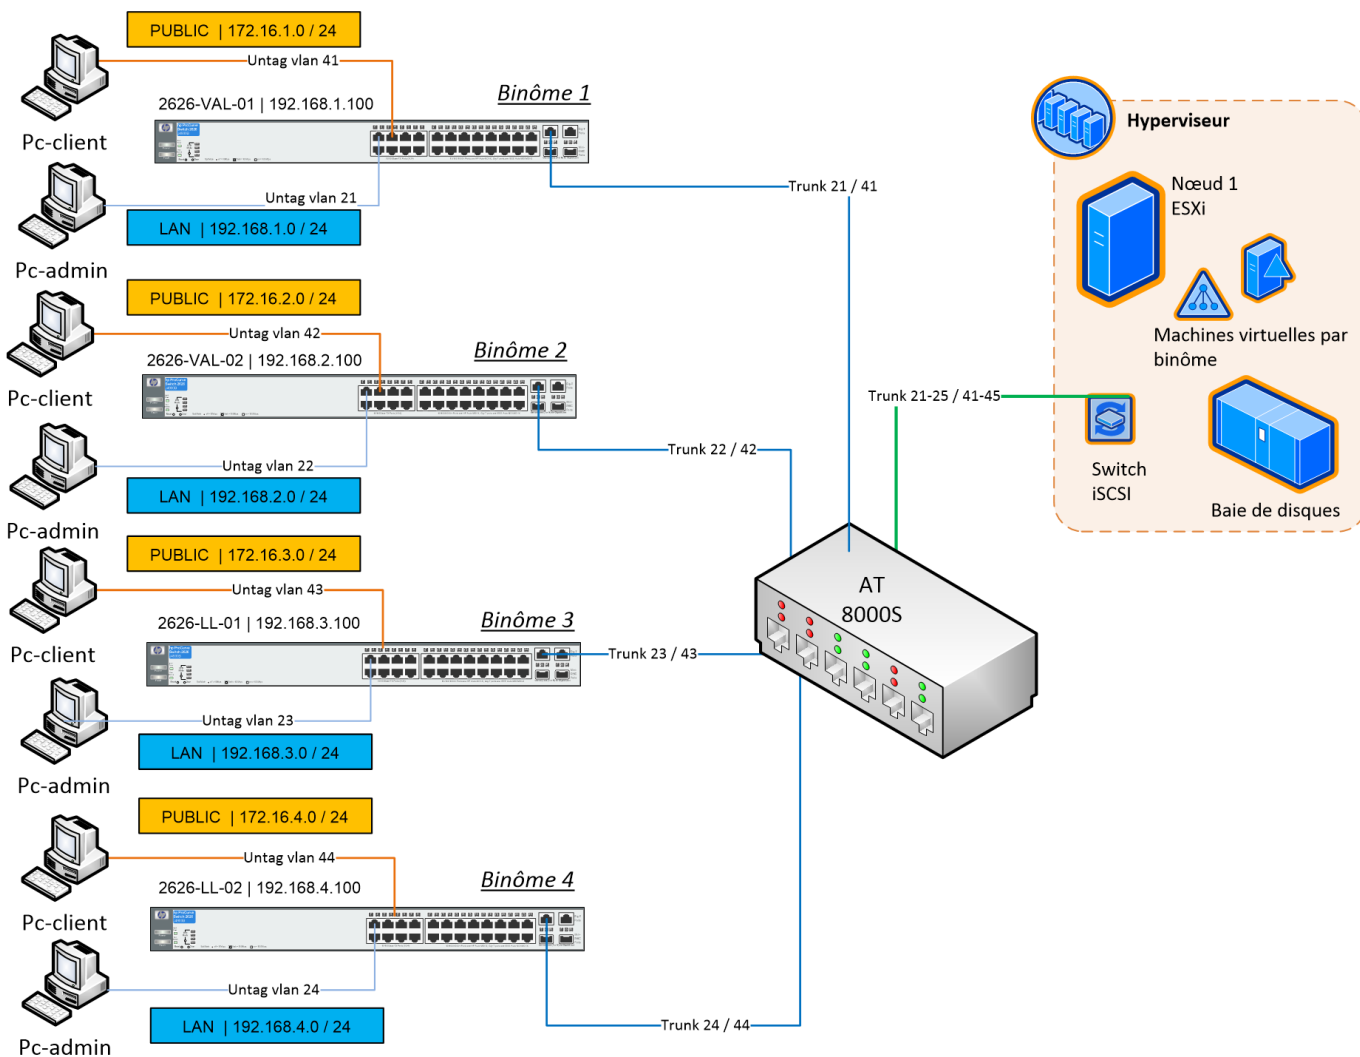 PUBLIC | 172.16.1.0 / 24
Untag vlan 41
2626-VAL-01 | 192.168.1.100
Binôme 1
Pc-client
Untag vlan 21
LAN | 192.168.1.0 / 24
Pc-admin
Trunk 21 / 41
PUBLIC | 172.16.2.0 / 24
Untag vlan 42
2626-VAL-02 | 192.168.2.100
Binôme 2
Pc-client
Untag vlan 22
LAN | 192.168.2.0 / 24
Pc-admin
Trunk 22 / 42
PUBLIC | 172.16.3.0 / 24
Untag vlan 43
2626-LL-01 | 192.168.3.100
Binôme 3
Pc-client
Untag vlan 23
LAN | 192.168.3.0 / 24
Pc-admin
Trunk 23 / 43
PUBLIC | 172.16.4.0 / 24
Untag vlan 44
2626-LL-02 | 192.168.4.100
Binôme 4
Pc-client
Untag vlan 24
LAN | 192.168.4.0 / 24
Pc-admin
Trunk 24 / 44
AT
8000S
Trunk 21-25 / 41-45
Hyperviseur
Nœud 1
ESXi
Machines virtuelles par
binôme
Switch
iSCSI
Baie de disques